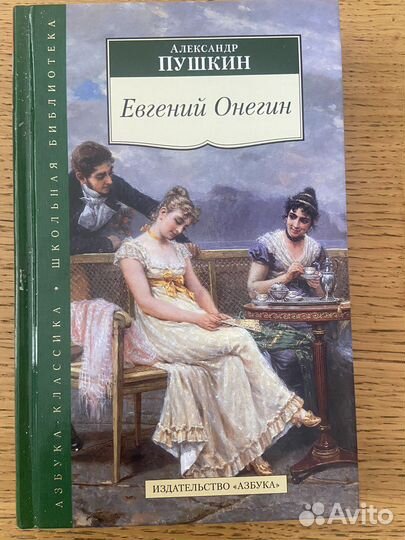 Александр
ПУШКИН
Евгений Онегин
АЗБУКА-КЛАССИКА • ШКОЛЬНАЯ БИБЛИОТЕКА
ИЗДАТЕЛЬСТВО «АЗБУКА»
Avito